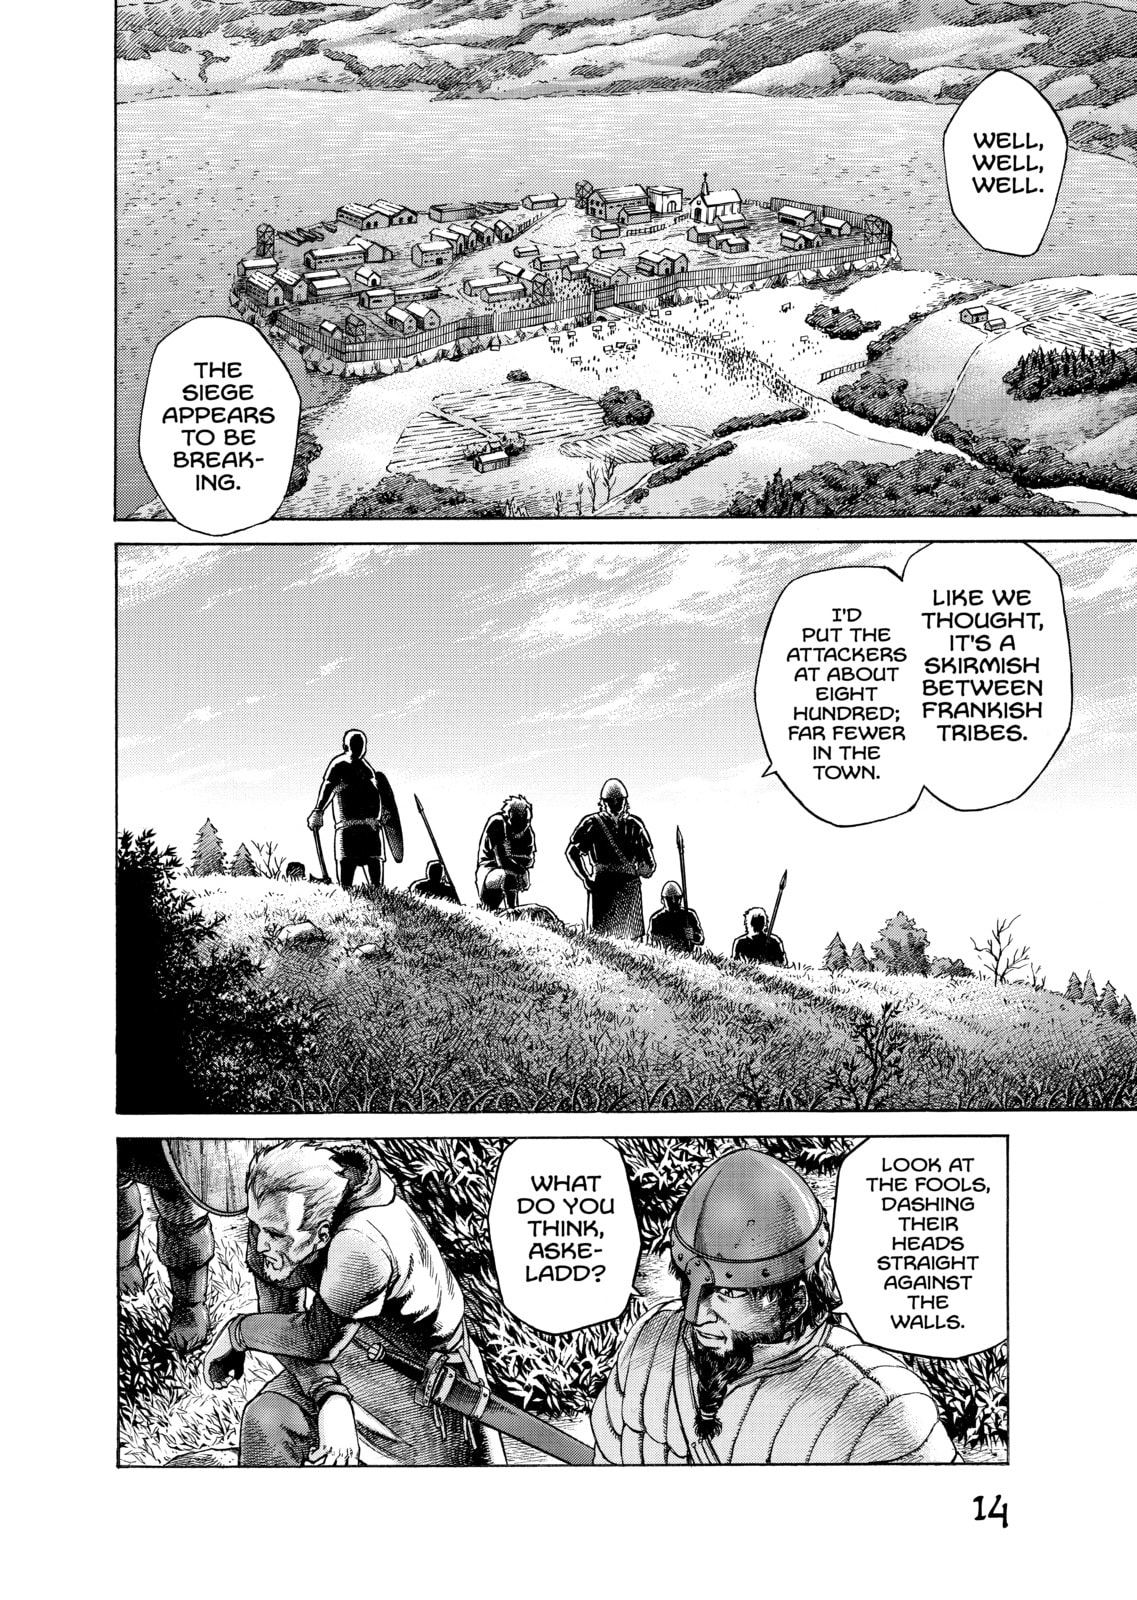 WELL,
WELL,
WELL.
THE
SIEGE
APPEARS
TO BE
BREAK-
ING.
LIKE WE
THOUGHT,
IT'S A
SKIRMISH
BETWEEN
FRANKISH
TRIBES.
I'D
PUT THE
ATTACKERS
AT ABOUT
EIGHT
HUNDRED;
FAR FEWER
IN THE
TOWN.
LOOK AT
THE FOOLS,
DASHING
THEIR
HEADS
STRAIGHT
AGAINST
THE
WALLS.
WHAT
DO YOU
THINK,
ASKE-
LADD?
14